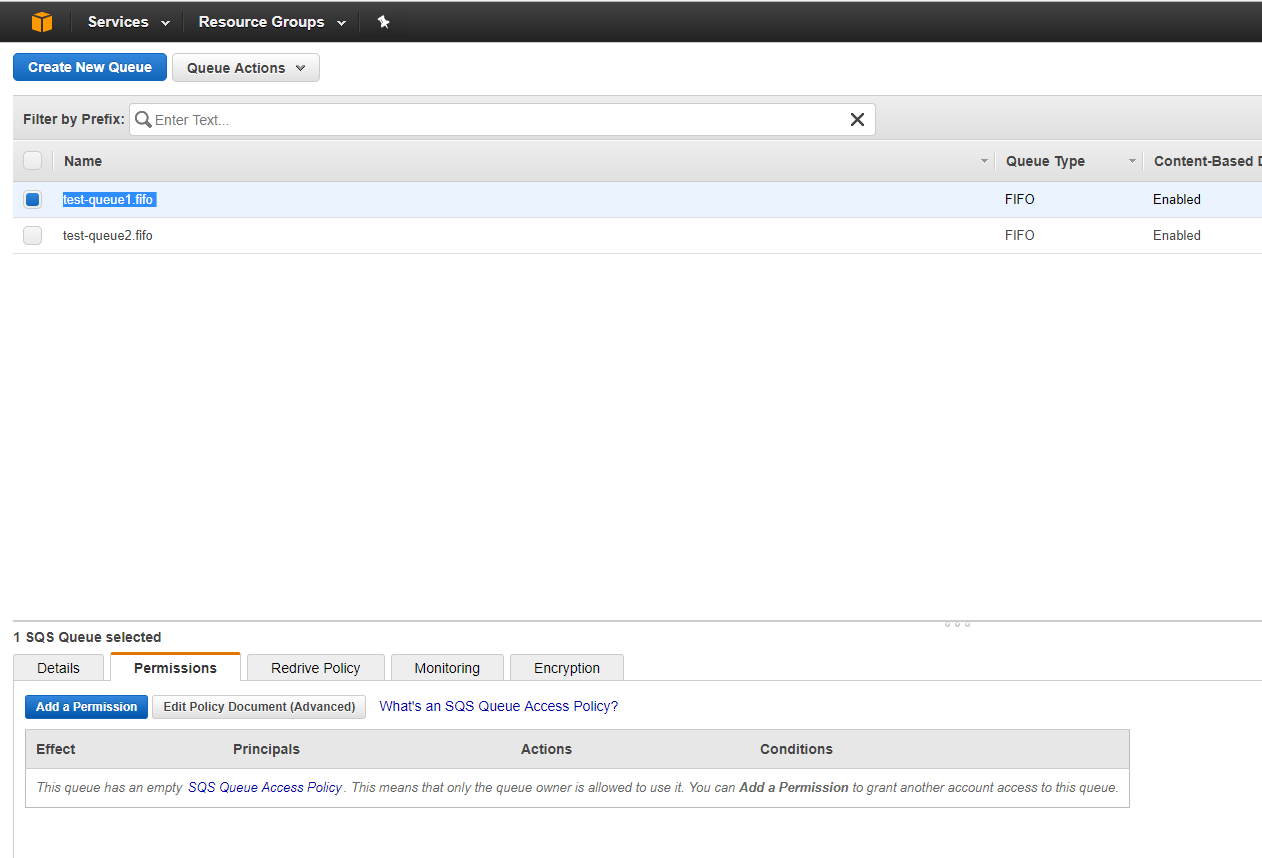 Services Resource Groups
Create New Queue Queue Actions
Filter by Prefix: Enter Text...
Name Queue Type Content-Based
test-queue1.fifo FIFO Enabled
test-queue2.fifo FIFO Enabled
1 SQS Queue selected
Details Permissions Redrive Policy Monitoring Encryption
Add a Permission Edit Policy Document (Advanced) What's an SQS Queue Access Policy?
Effect Principals Actions Conditions
This queue has an empty SQS Queue Access Policy. This means that only the queue owner is allowed to use it. You can Add a Permission to grant another account access to this queue.